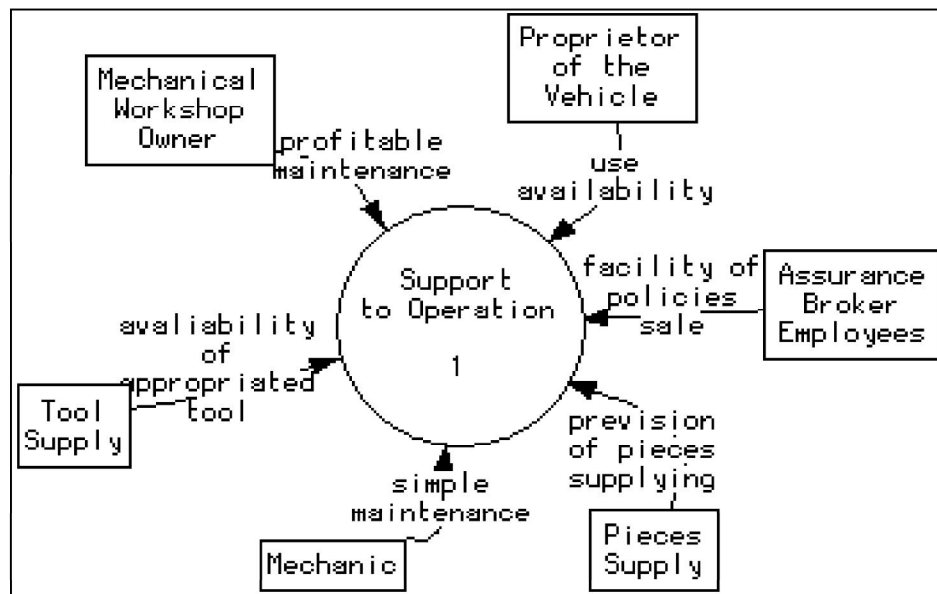 Proprietor
of the
Vehicle
Mechanical
Workshop
Owner
profitable
maintenance
use
availability
facility of
policies
sale
Assurance
Broker
Employees
Support
to Operation
1
avaliability
of
appropriated
tool
Tool
Supply
prevision
of pieces
supplying
simple
maintenance
Mechanic
Pieces
Supply